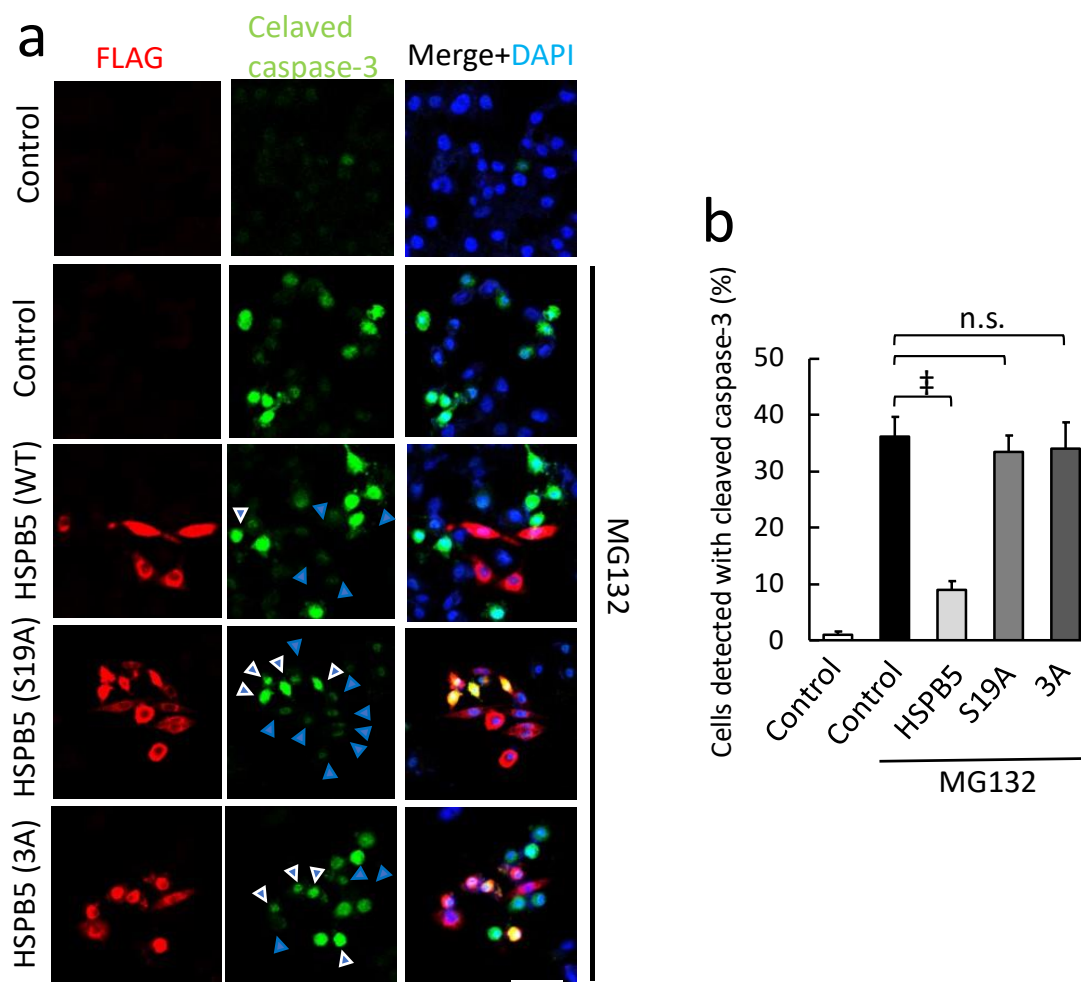 a
FLAG
Celaved
caspase-3
Merge+DAPI
Control
Control
HSPB5 (WT)
HSPB5 (S19A)
HSPB5 (3A)
MG132
b
Cells detected with cleaved caspase-3 (%)
n.s.
‡
50
40
30
20
10
0
Control
Control
HSPB5
S19A
3A
MG132